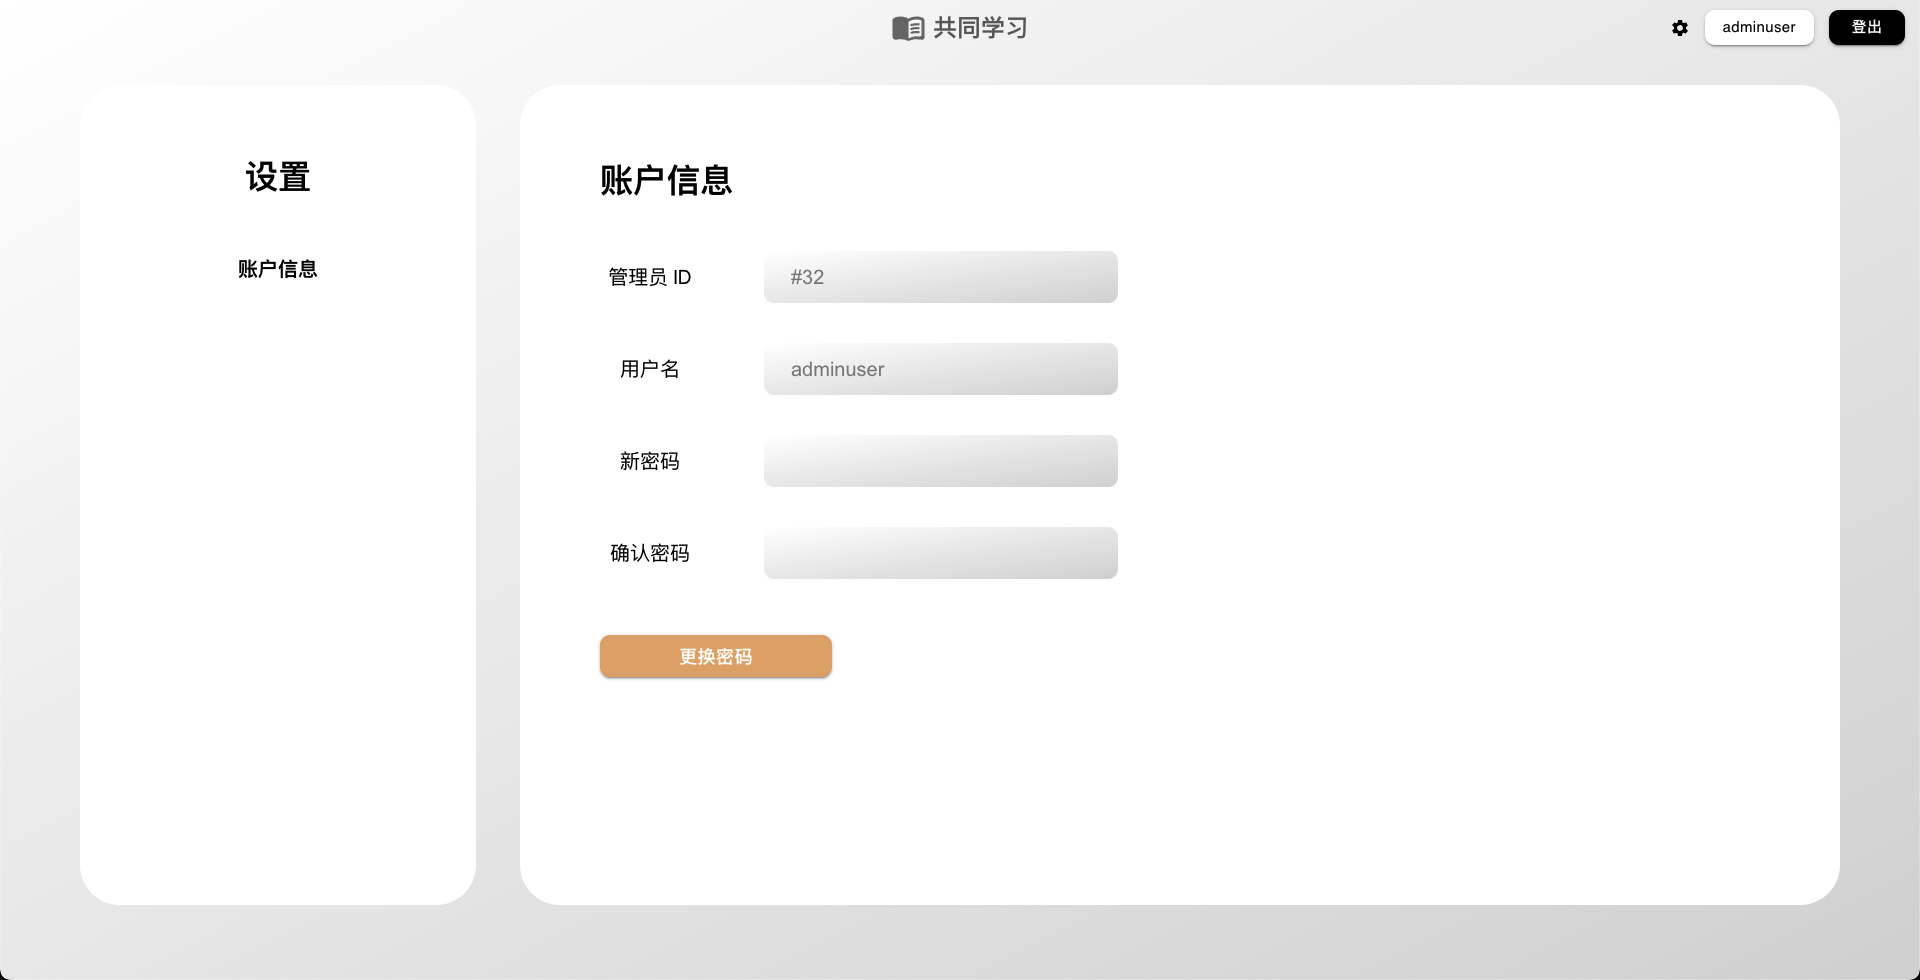 共同学习
adminuser
登出
设置
账户信息
账户信息
管理员 ID
#32
用户名
adminuser
新密码
确认密码
更换密码